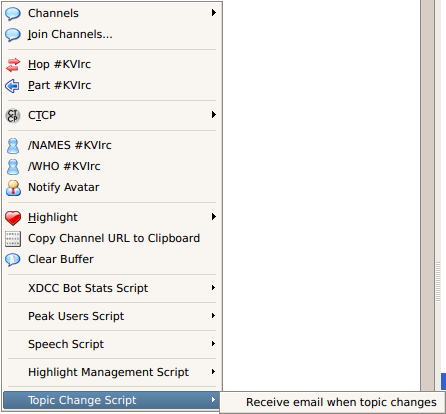 Channels
Join Channels...
Hop #KVIrc
Part #KVIrc
CTCP
/NAMES #KVIrc
/WHO #KVIrc
Notify Avatar
Highlight
Copy Channel URL to Clipboard
Clear Buffer
XDCC Bot Stats Script
Peak Users Script
Speech Script
Highlight Management Script
Topic Change Script
Receive email when topic changes